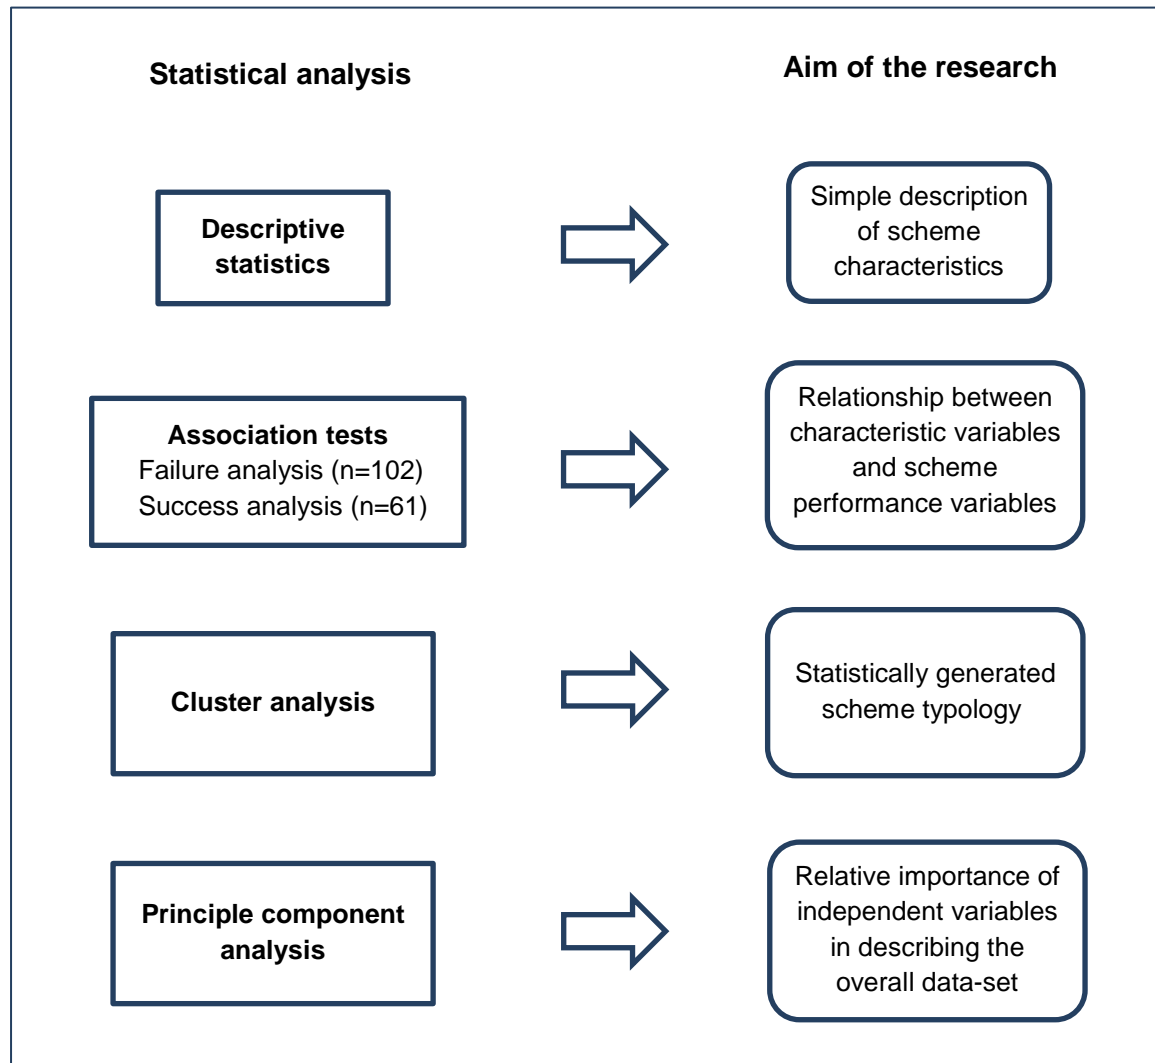 Statistical analysis
Aim of the research
Descriptive
statistics
Simple description
of scheme
characteristics
Association tests
Failure analysis (n=102)
Success analysis (n=61)
Relationship between
characteristic variables
and scheme
performance variables
Cluster analysis
Statistically generated
scheme typology
Principle component
analysis
Relative importance of
independent variables
in describing the
overall data-set